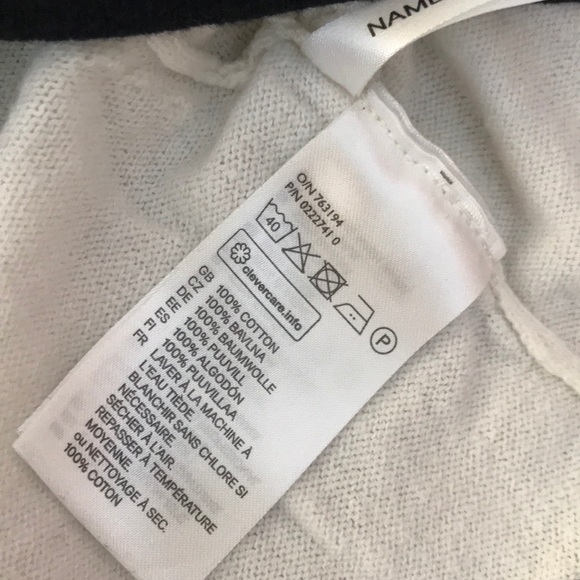 NAME
O/N 763194
P/N 0222741 0
40
P
clevercare.info
GB 100% COTTON
CZ 100% BAVLNA
DE 100% BAUMWOLLE
EE 100% PUUVILL
ES 100% ALGODÓN
FI 100% PUUVILLAA
FR LAVER À LA MACHINE À
L'EAU TIÈDE.
BLANCHIR SANS CHLORE SI
NÉCESSAIRE.
SÉCHER À L'AIR.
REPASSER À TEMPÉRATURE
MOYENNE.
ou NETTOYAGE À SEC.
100% COTON